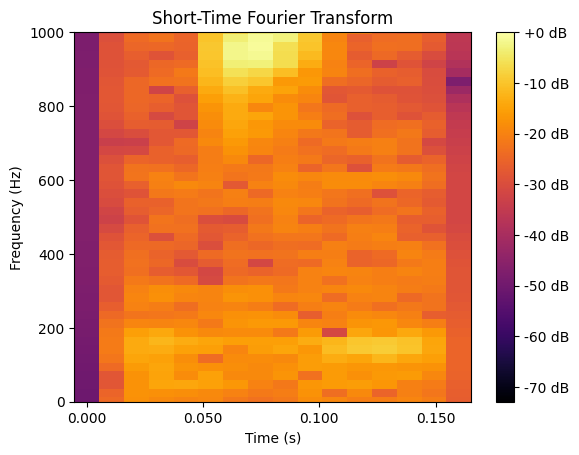 Short-Time Fourier Transform
1000
800
600
400
200
0
Frequency (Hz)
0.000
0.050
0.100
0.150
Time (s)
+0 dB
-10 dB
-20 dB
-30 dB
-40 dB
-50 dB
-60 dB
-70 dB